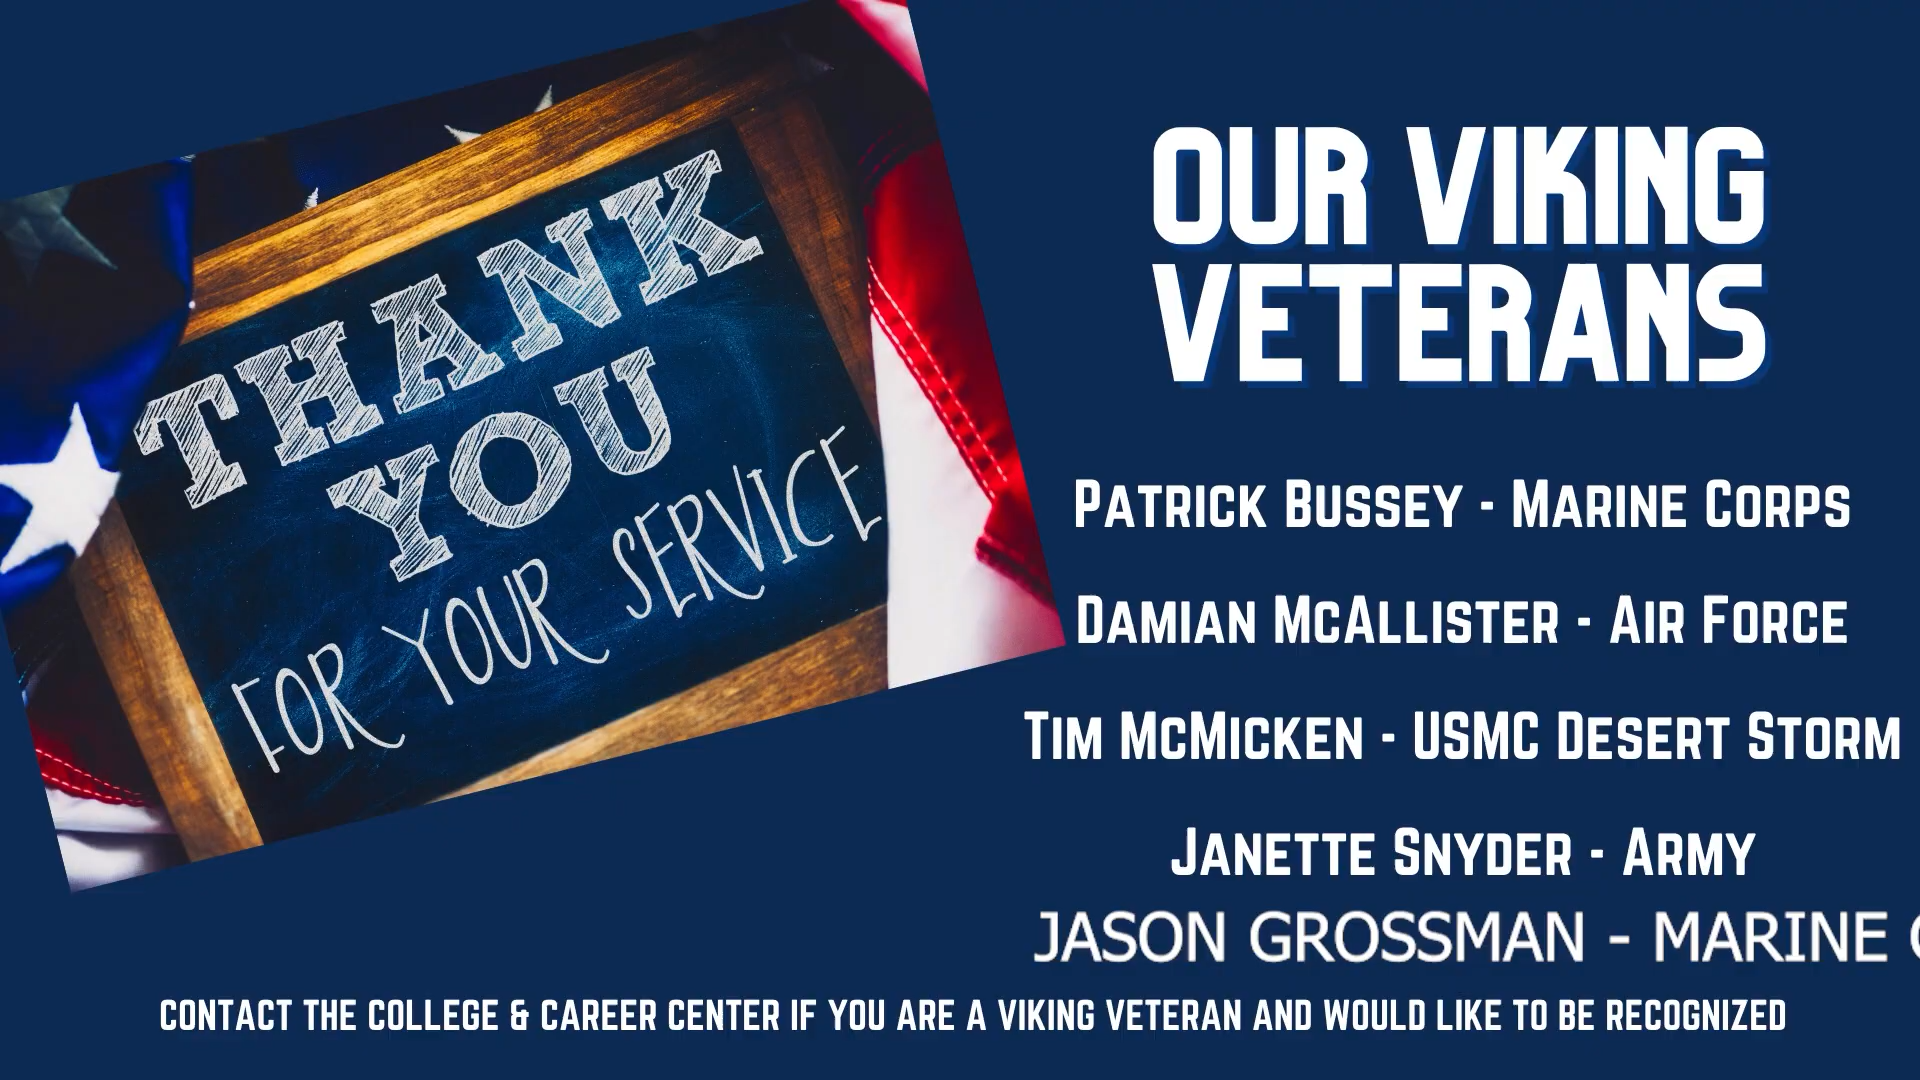 THANK
YOU
FOR YOUR SERVICE
OUR VIKING
VETERANS
PATRICK BUSSEY - MARINE CORPS
DAMIAN MCALLISTER - AIR FORCE
TIM MCMICKEN - USMC DESERT STORM
JANETTE SNYDER - ARMY
JASON GROSSMAN - MARINE
CONTACT THE COLLEGE & CAREER CENTER IF YOU ARE A VIKING VETERAN AND WOULD LIKE TO BE RECOGNIZED